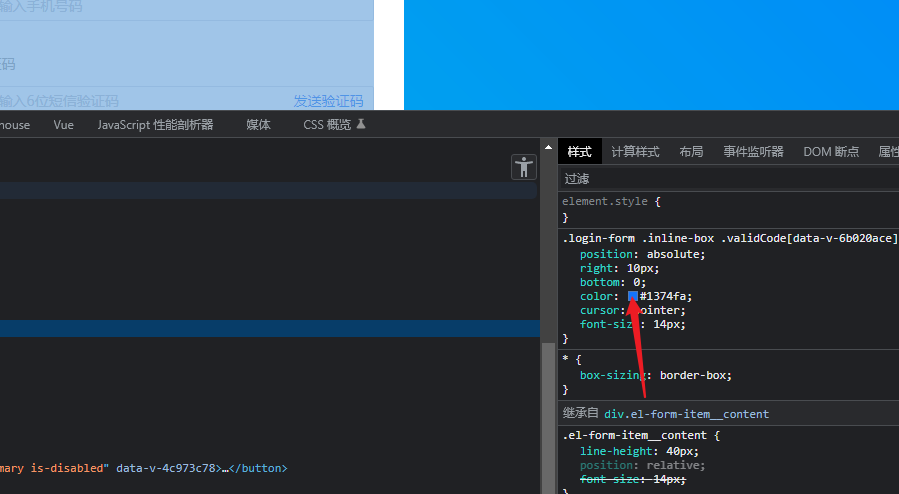 输入手机号码
证码
输入6位短信验证码 发送验证码
house Vue JavaScript 性能剖析器 媒体 CSS 概览
样式 计算样式 布局 事件监听器 DOM 断点 属性
过滤
element.style {
}
.login-form .inline-box .validCode[data-v-6b020ace]
position: absolute;
right: 10px;
bottom: 0;
color: #1374fa;
cursor: pointer;
font-size: 14px;
}
* {
box-sizing: border-box;
}
继承自 div.el-form-item__content
.el-form-item__content {
line-height: 40px;
position: relative;
font-size: 14px;
}
mary is-disabled" data-v-4c973c78>…</button>